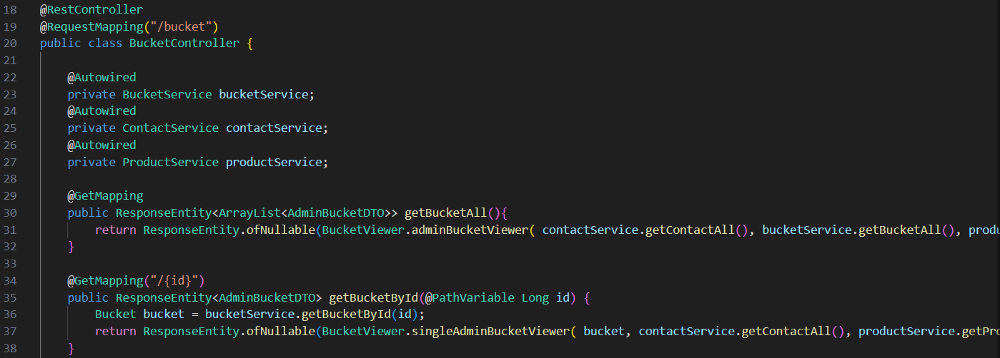 18 @RestController
19 @RequestMapping("/bucket")
20 public class BucketController {
21
22 @Autowired
23 private BucketService bucketService;
24 @Autowired
25 private ContactService contactService;
26 @Autowired
27 private ProductService productService;
28
29 @GetMapping
30 public ResponseEntity<ArrayList<AdminBucketDTO>> getBucketAll(){
31 return ResponseEntity.ofNullable(BucketViewer.adminBucketViewer( contactService.getContactAll(), bucketService.getBucketAll(),
32 }
33
34 @GetMapping("/{id}")
35 public ResponseEntity<AdminBucketDTO> getBucketById(@PathVariable Long id) {
36 Bucket bucket = bucketService.getBucketById(id);
37 return ResponseEntity.ofNullable(BucketViewer.singleAdminBucketViewer( bucket, contactService.getContactAll(), productService.getPro
38 }